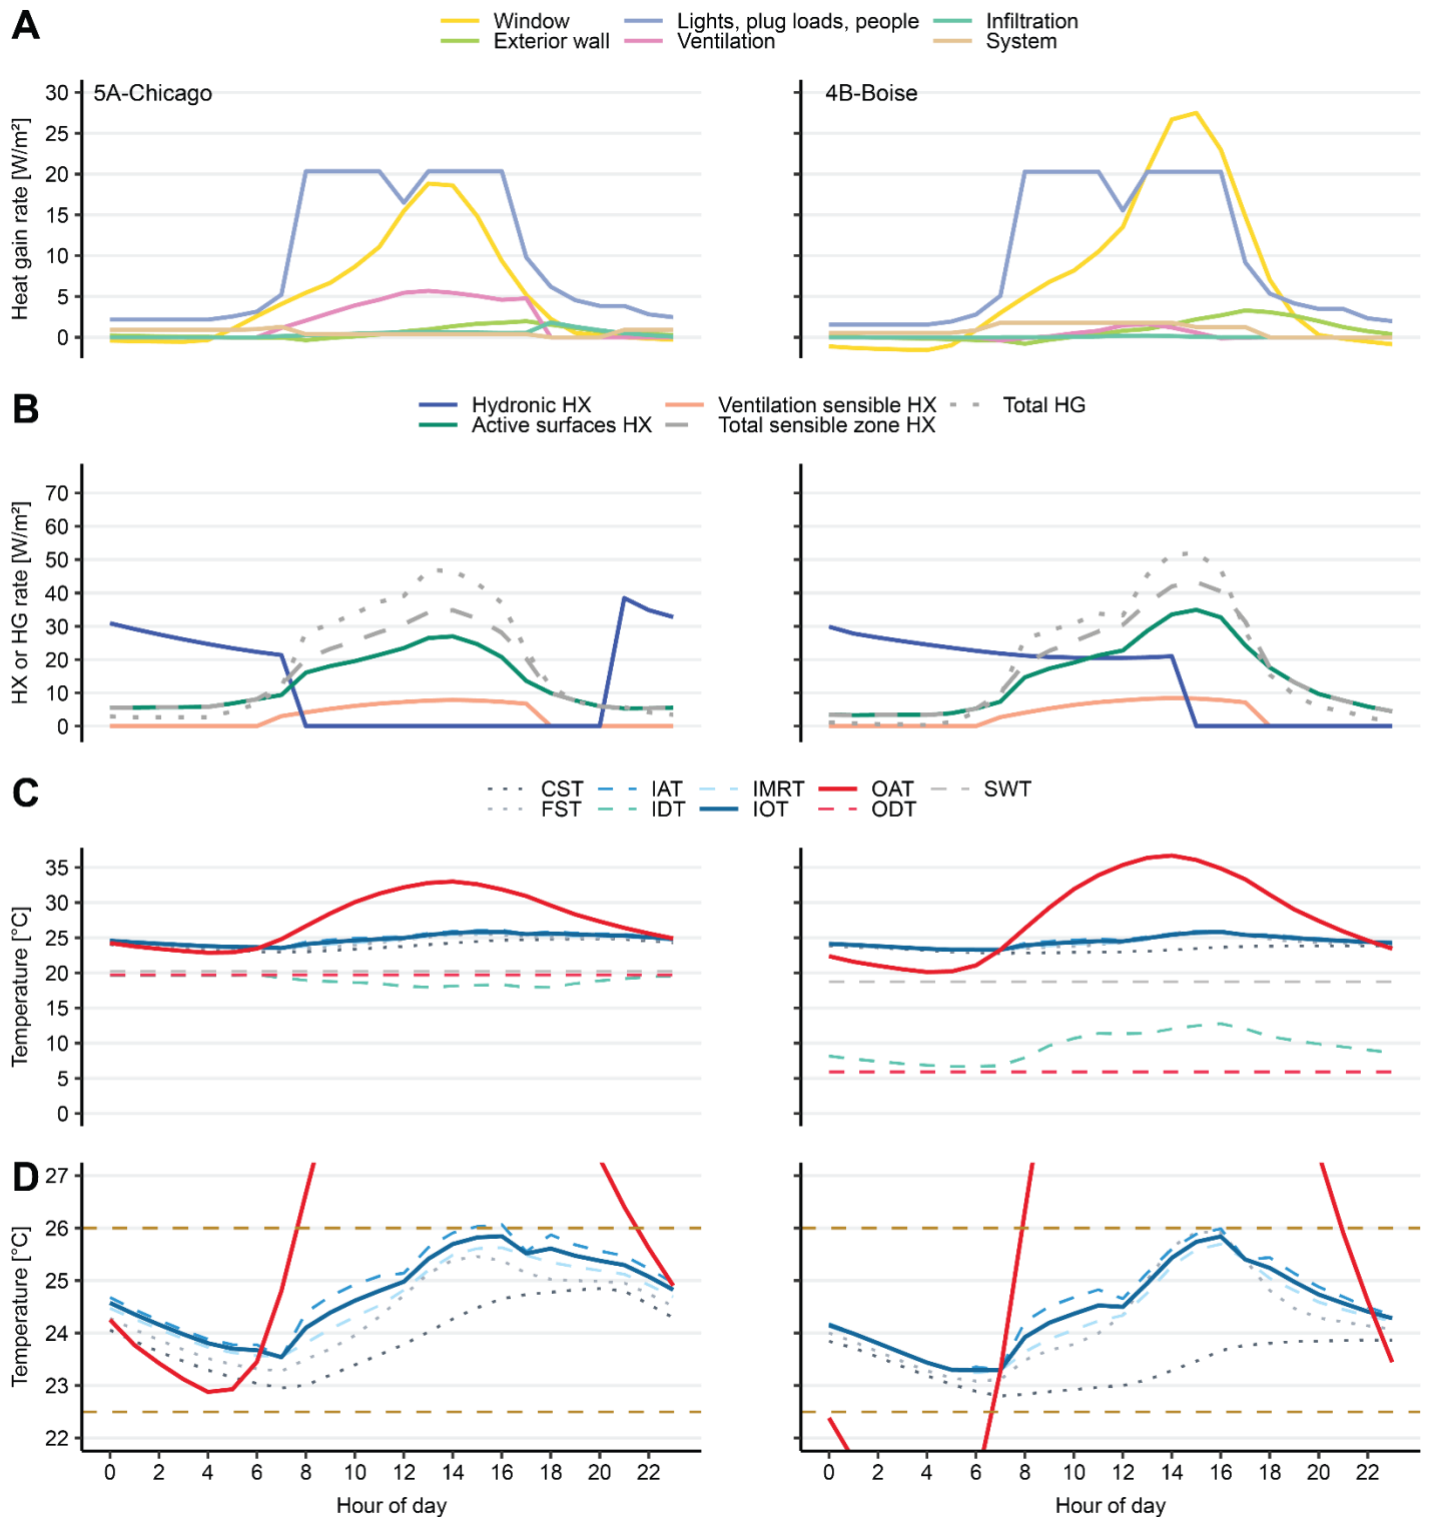 A
Window Lights, plug loads, people Infiltration
Exterior wall Ventilation System
5A-Chicago 4B-Boise
Heat gain rate [W/m²]
30
25
20
15
10
5
0
B
Hydronic HX Ventilation sensible HX Total HG
Active surfaces HX Total sensible zone HX
HX or HG rate [W/m²]
70
60
50
40
30
20
10
0
C
CST IAT IMRT OAT SWT
FST IDT IOT ODT
Temperature [°C]
35
30
25
20
15
10
5
0
D
Temperature [°C]
27
26
25
24
23
22
0 2 4 6 8 10 12 14 16 18 20 22 0 2 4 6 8 10 12 14 16 18 20 22
Hour of day Hour of day